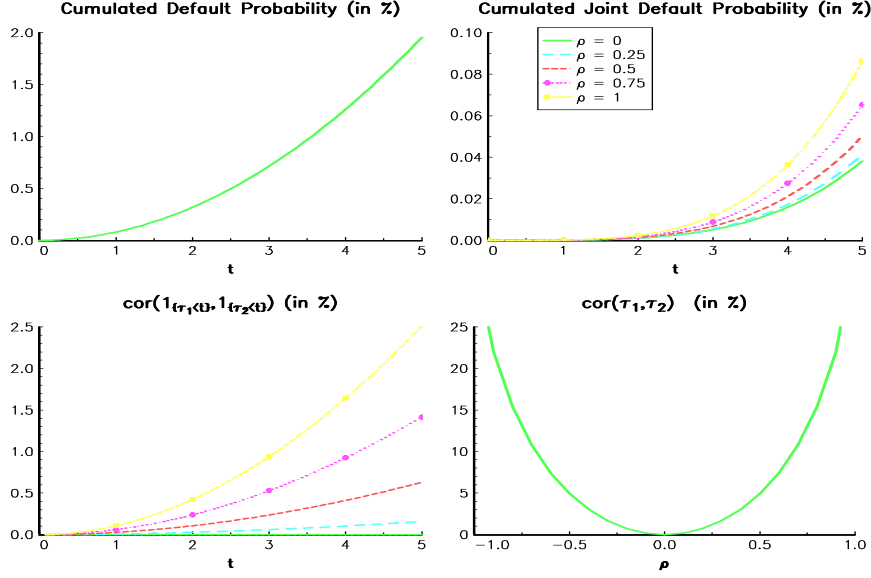 Cumulated Default Probability (in %)
2.0
1.5
1.0
0.5
0.0
0 1 2 3 4 5
t
Cumulated Joint Default Probability (in %)
0.10
0.08
0.06
0.04
0.02
0.00
ρ = 0
ρ = 0.25
ρ = 0.5
ρ = 0.75
ρ = 1
0 1 2 3 4 5
t
cor(1{τ1<t},1{τ2<t}) (in %)
2.5
2.0
1.5
1.0
0.5
0.0
0 1 2 3 4 5
t
cor(τ1,τ2) (in %)
25
20
15
10
5
0
−1.0 −0.5 0.0 0.5 1.0
ρ